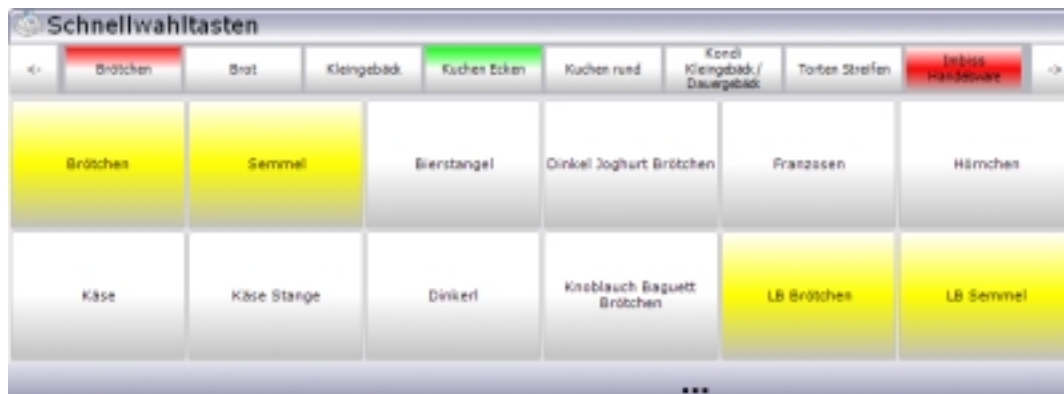 Schnellwahltasten
<-
Brötchen
Brot
Kleingebäck
Kuchen Ecken
Kuchen rund
Kondi
Kleingebäck/
Dauergebäck
Torten Streifen
Imbiss
Handelsware
->
Brötchen
Semmel
Bierstangel
Dinkel Joghurt Brötchen
Franzosen
Hörnchen
Käse
Käse Stange
Dinkerl
Knoblauch Baguett
Brötchen
LB Brötchen
LB Semmel
...